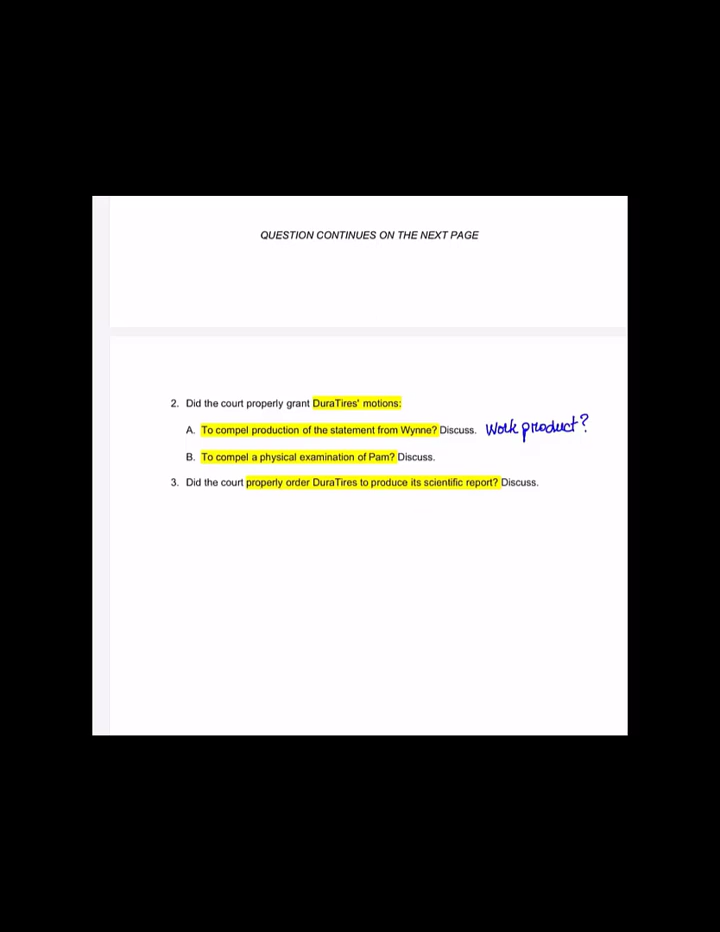 QUESTION CONTINUES ON THE NEXT PAGE
2. Did the court properly grant DuraTires' motions:
A. To compel production of the statement from Wynne? Discuss. Work product?
B. To compel a physical examination of Pam? Discuss.
3. Did the court properly order DuraTires to produce its scientific report? Discuss.